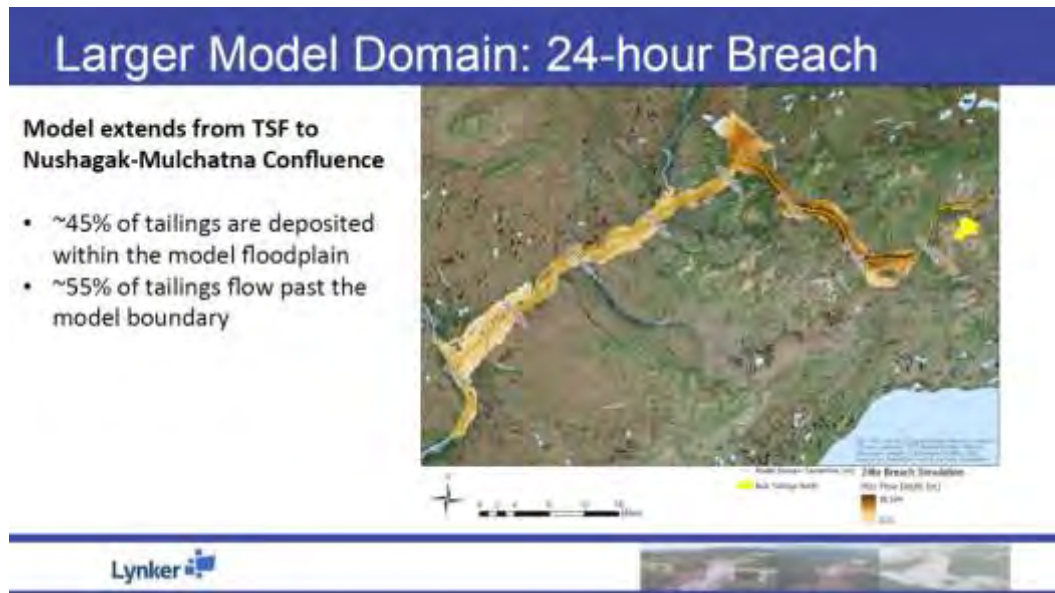 Larger Model Domain: 24-hour Breach
Model extends from TSF to
Nushagak-Mulchatna Confluence
• ~45% of tailings are deposited
within the model floodplain
• ~55% of tailings flow past the
model boundary
24hr Breach Simulation
Max Flow Depth (m)
Bulk Tailings North
Lynker